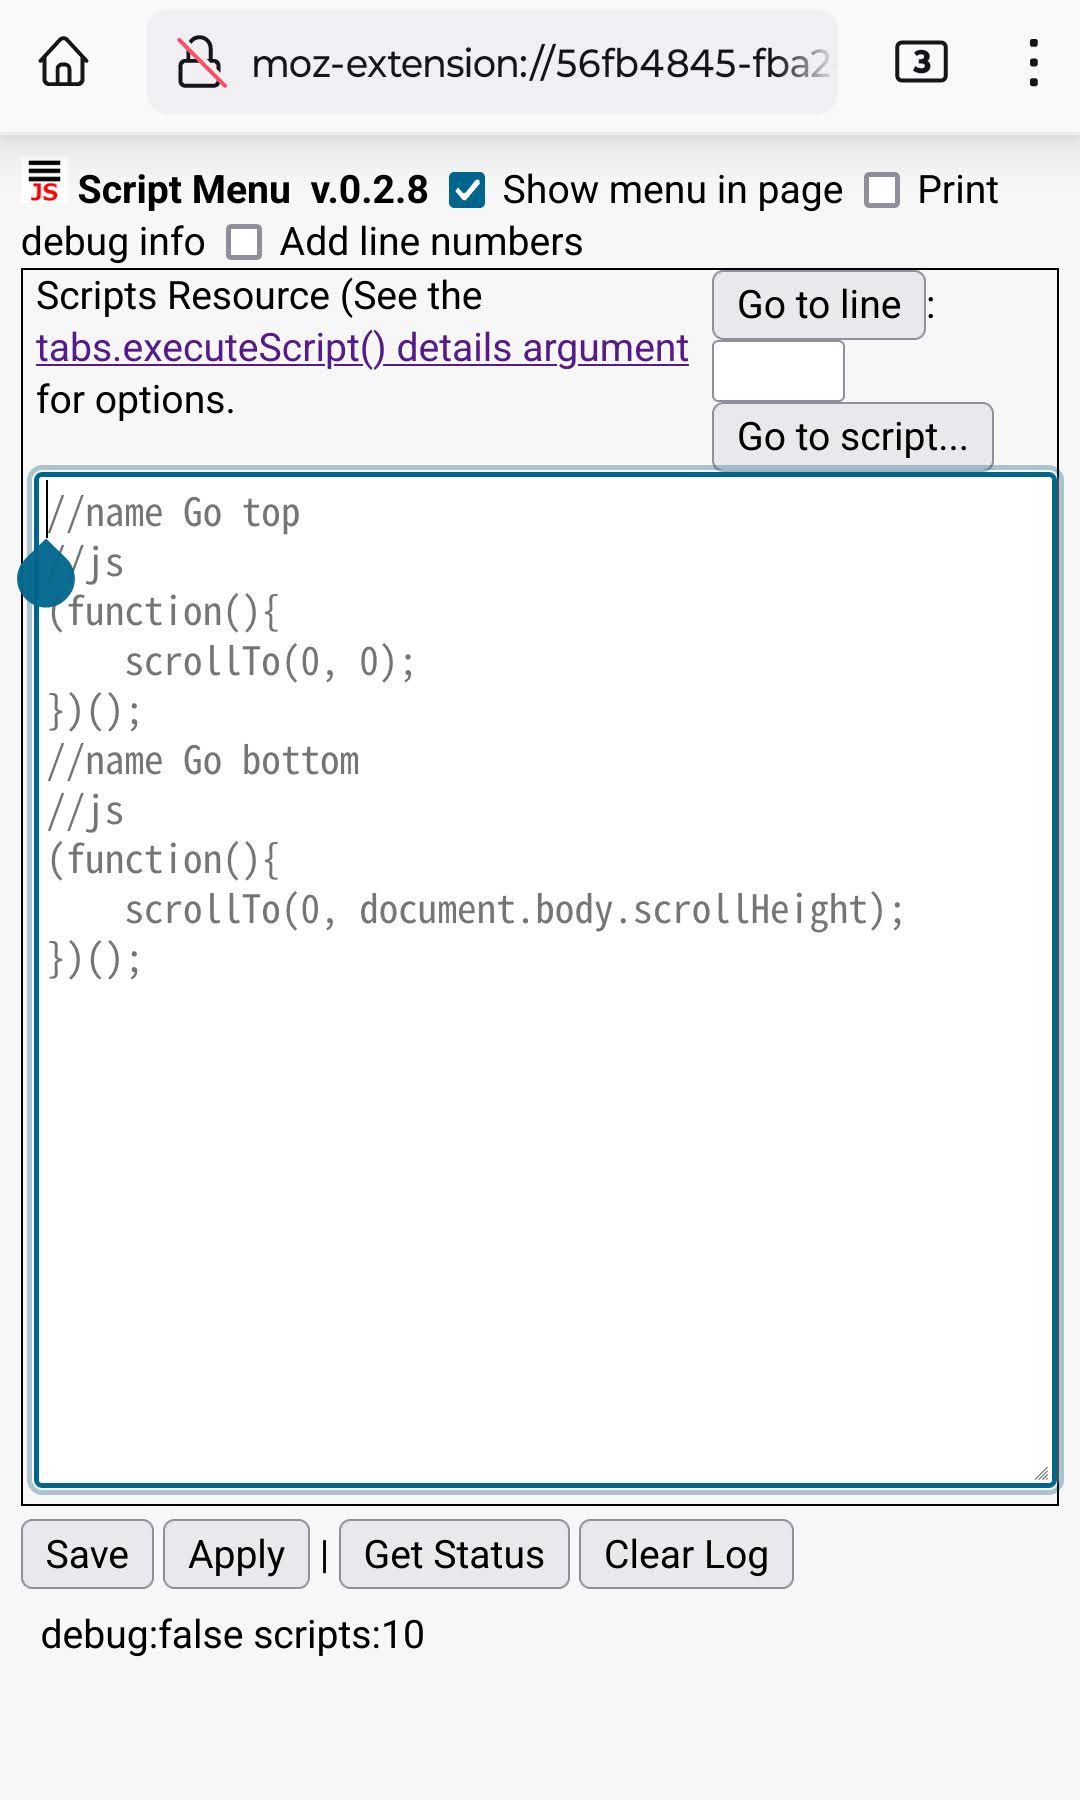 moz-extension://56fb4845-fba2
3
JS Script Menu v.0.2.8 Show menu in page Print
debug info Add line numbers
Scripts Resource (See the
tabs.executeScript() details argument
for options.
Go to line :
Go to script...
//name Go top
//js
(function(){
    scrollTo(0, 0);
})();
//name Go bottom
//js
(function(){
    scrollTo(0, document.body.scrollHeight);
})();
Save Apply | Get Status Clear Log
debug:false scripts:10